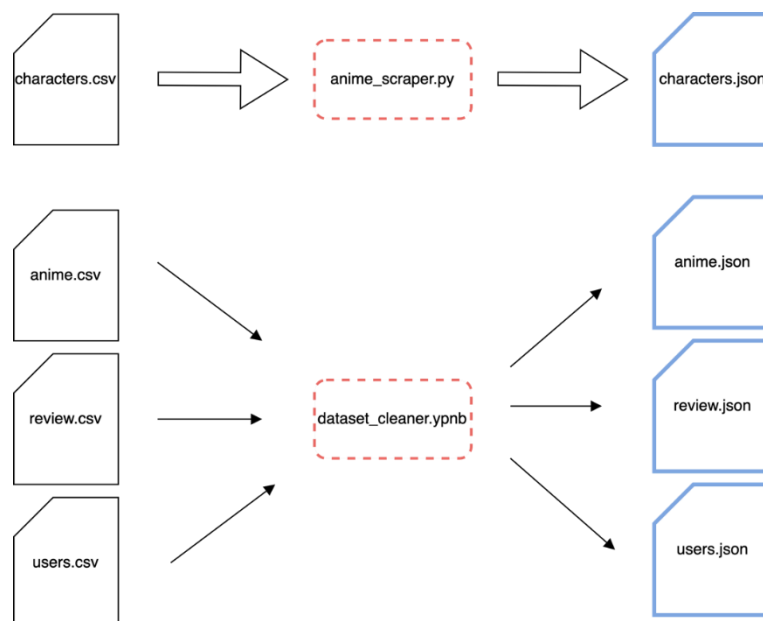 characters.csv
anime_scraper.py
characters.json
anime.csv
anime.json
review.csv
dataset_cleaner.ypnb
review.json
users.csv
users.json